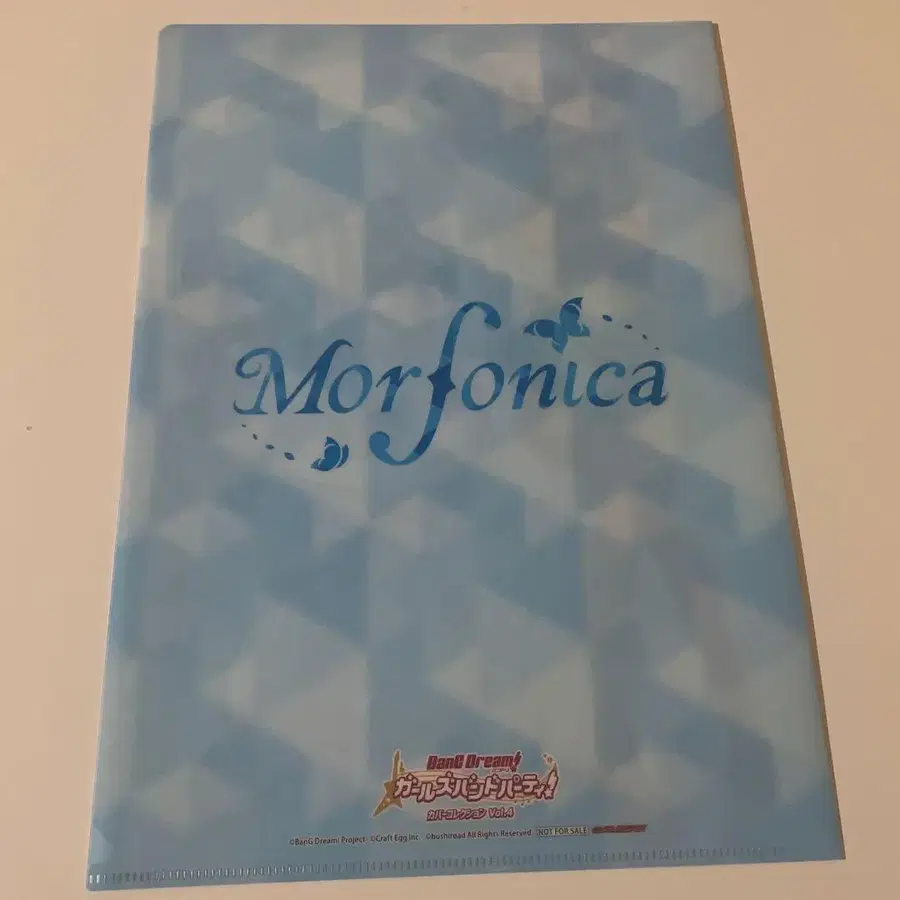 Morfonica
BanG Dream!
ガールズバンドパーティ!
カバーコレクション Vol.4
©BanG Dream! Project ©Craft Egg Inc. ©bushiroad All Rights Reserved. NOT FOR SALE